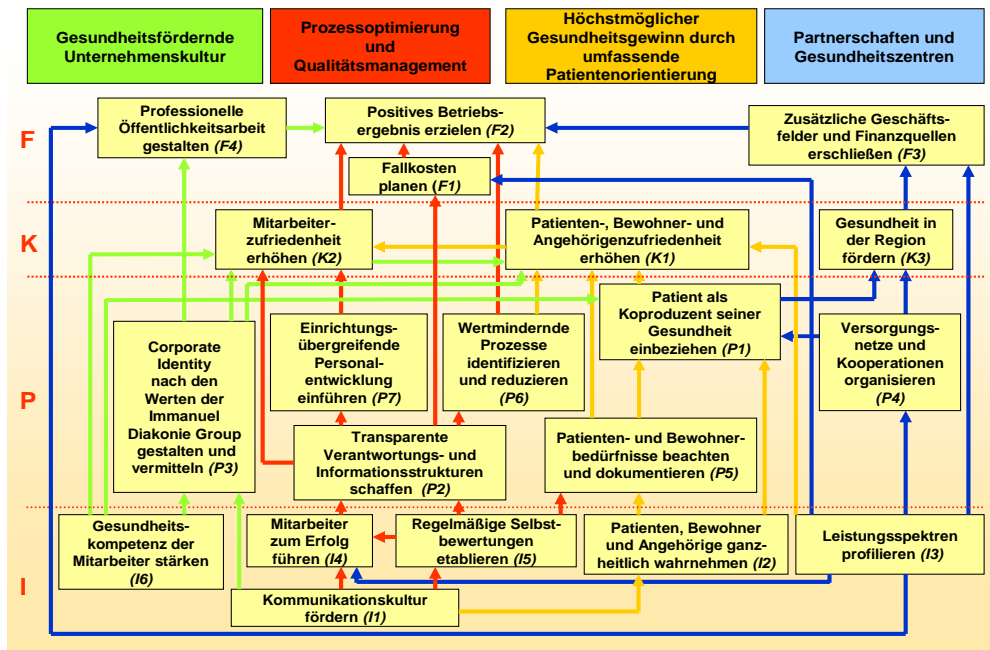 Gesundheitsfördernde
Unternehmenskultur
Prozessoptimierung
und
Qualitätsmanagement
Höchstmöglicher
Gesundheitsgewinn durch
umfassende
Patientenorientierung
Partnerschaften und
Gesundheitszentren
F
Professionelle
Öffentlichkeitsarbeit
gestalten (F4)
Positives Betriebs-
ergebnis erzielen (F2)
Zusätzliche Geschäfts-
felder und Finanzquellen
erschließen (F3)
Fallkosten
planen (F1)
K
Mitarbeiter-
zufriedenheit
erhöhen (K2)
Patienten-, Bewohner- und
Angehörigenzufriedenheit
erhöhen (K1)
Gesundheit in
der Region
fördern (K3)
P
Corporate
Identity
nach den
Werten der
Immanuel
Diakonie Group
gestalten und
vermitteln (P3)
Einrichtungs-
übergreifende
Personal-
entwicklung
einführen (P7)
Wertmindernde
Prozesse
identifizieren
und reduzieren (P6)
Patient als
Koproduzent seiner
Gesundheit
einbeziehen (P1)
Versorgungs-
netze und
Kooperationen
organisieren
(P4)
Transparente
Verantwortungs- und
Informationsstrukturen
schaffen (P2)
Patienten- und Bewohner-
bedürfnisse beachten
und dokumentieren (P5)
I
Gesundheits-
kompetenz der
Mitarbeiter stärken
(I6)
Mitarbeiter
zum Erfolg
führen (I4)
Regelmäßige Selbst-
bewertungen
etablieren (I5)
Patienten, Bewohner
und Angehörige ganz-
heitlich wahrnehmen (I2)
Leistungsspektren
profilieren (I3)
Kommunikationskultur
fördern (I1)